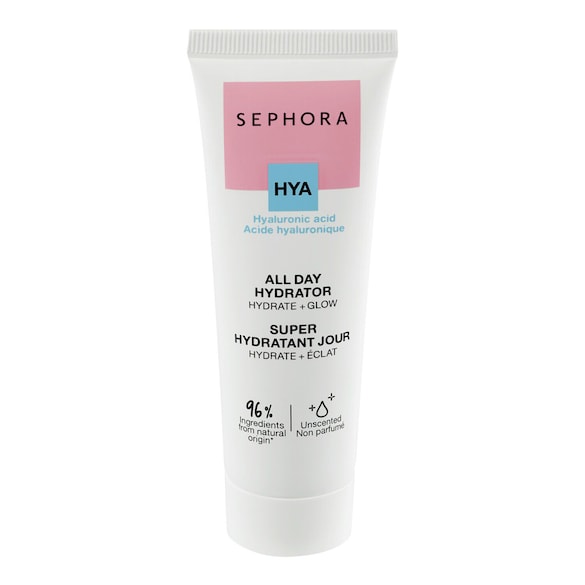 SEPHORA
HYA
Hyaluronic acid
Acide hyaluronique
ALL DAY
HYDRATOR
HYDRATE + GLOW
SUPER
HYDRATANT JOUR
HYDRATE + ÉCLAT
96%
Ingredients
from natural
origin*
Unscented
Non parfumé